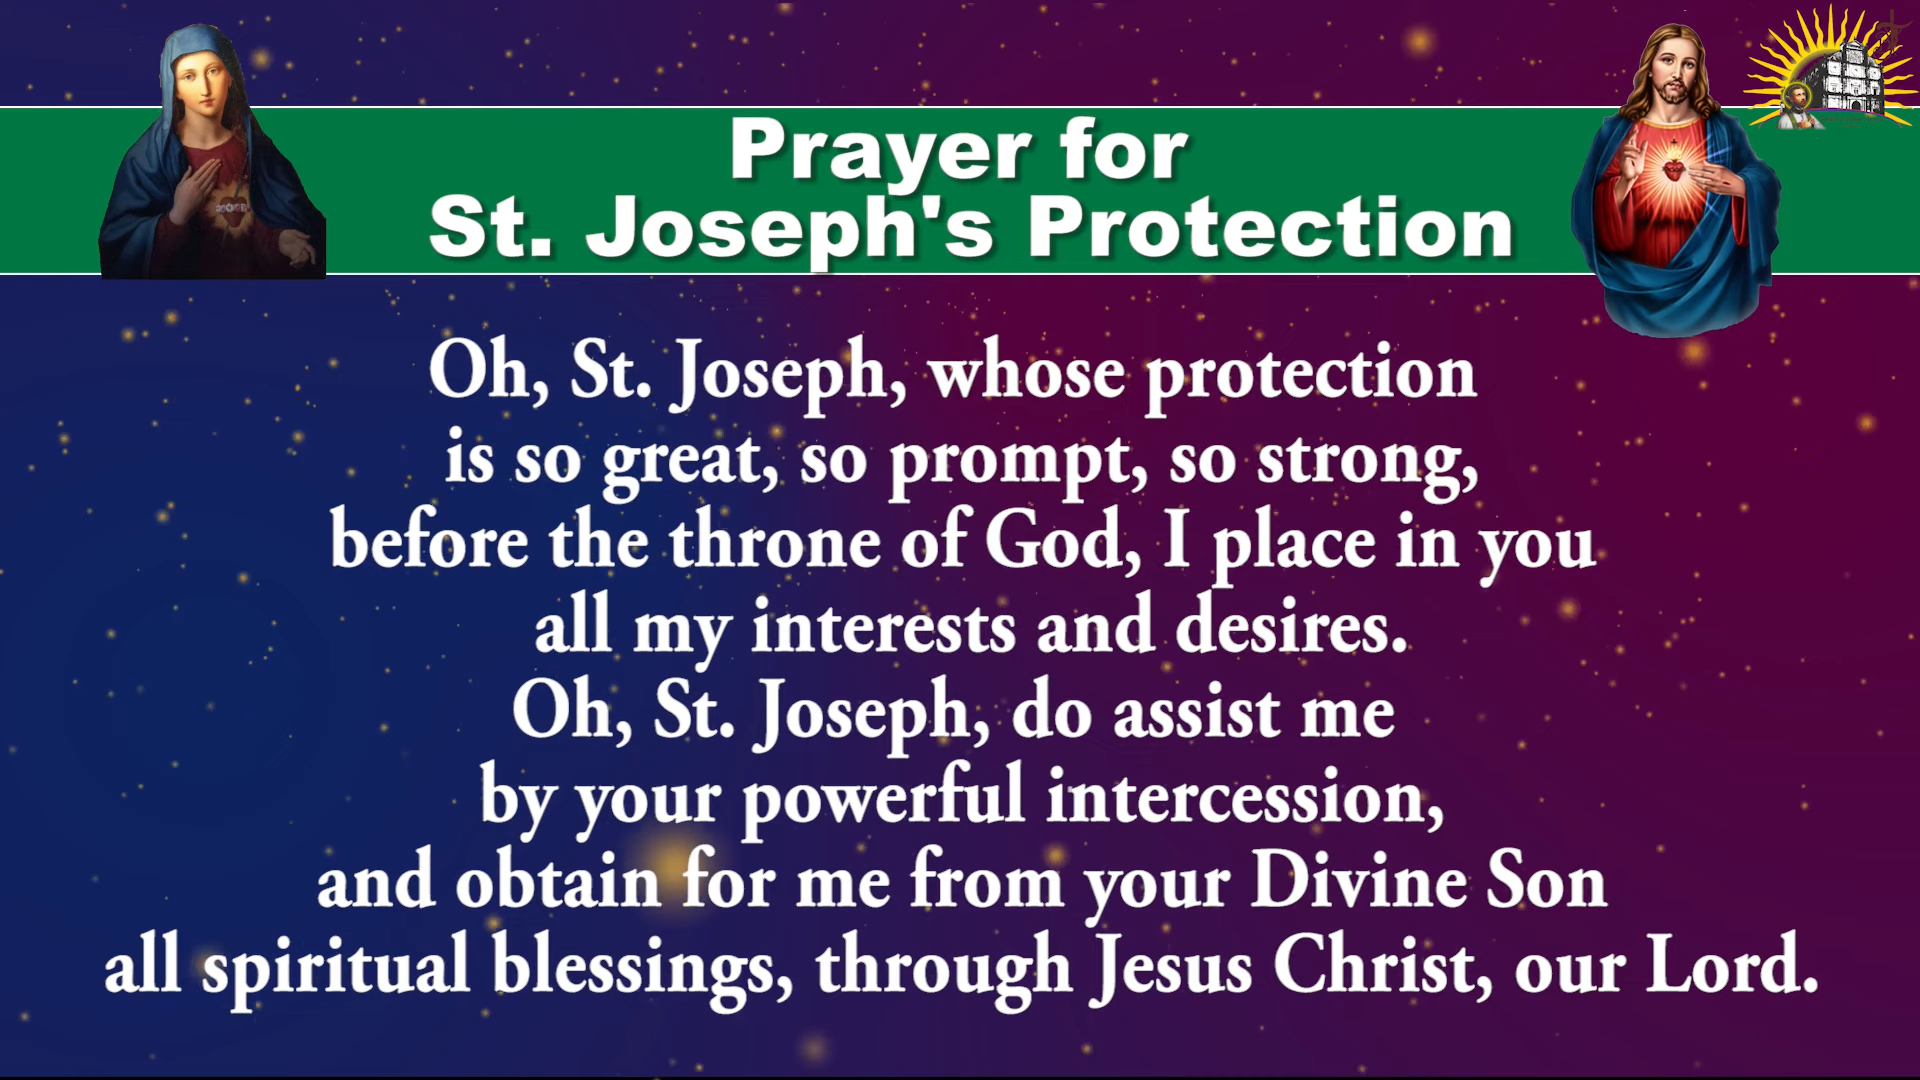 Prayer for
St. Joseph's Protection
Oh, St. Joseph, whose protection
is so great, so prompt, so strong,
before the throne of God, I place in you
all my interests and desires.
Oh, St. Joseph, do assist me
by your powerful intercession,
and obtain for me from your Divine Son
all spiritual blessings, through Jesus Christ, our Lord.